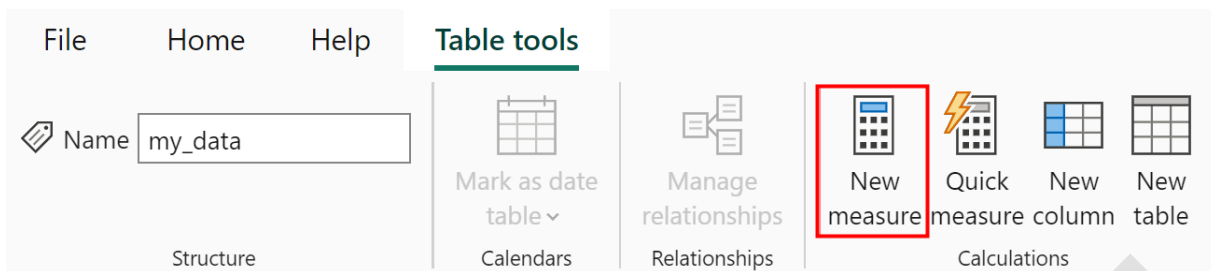 File Home Help Table tools
Name my_data
Mark as date
table
Manage
relationships
New
measure
Quick
measure
New
column
New
table
Structure Calendars Relationships Calculations